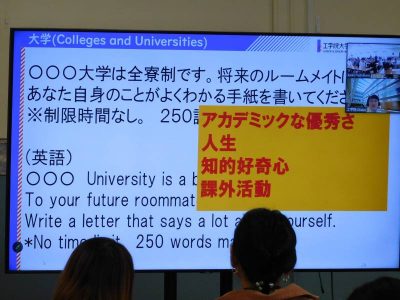 大学(Colleges and Universities)
工学院大
〇〇〇大学は全寮制です。将来のルームメイトに
あなた自身のことがよくわかる手紙を書いてくださ
※制限時間なし。 250
アカデミックな優秀さ
人生
知的好奇心
課外活動
(英語)
〇〇〇 University is a b
To your future roommat
Write a letter that says a lot a yourself.
*No time 250 words ma